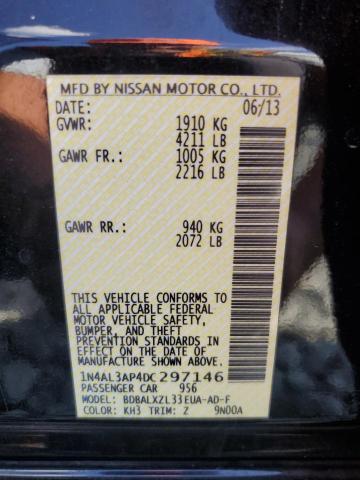 MFD BY NISSAN MOTOR CO., LTD.
DATE: 06/13
GVWR: 1910 KG
4211 LB
GAWR FR.: 1005 KG
2216 LB
GAWR RR.: 940 KG
2072 LB
THIS VEHICLE CONFORMS TO
ALL APPLICABLE FEDERAL
MOTOR VEHICLE SAFETY,
BUMPER, AND THEFT
PREVENTION STANDARDS IN
EFFECT ON THE DATE OF
MANUFACTURE SHOWN ABOVE.
1N4AL3AP4DC297146
PASSENGER CAR 956
MODEL: BDBALXZL33EUA-AD-F
COLOR: KH3 TRIM: Z 9N00A